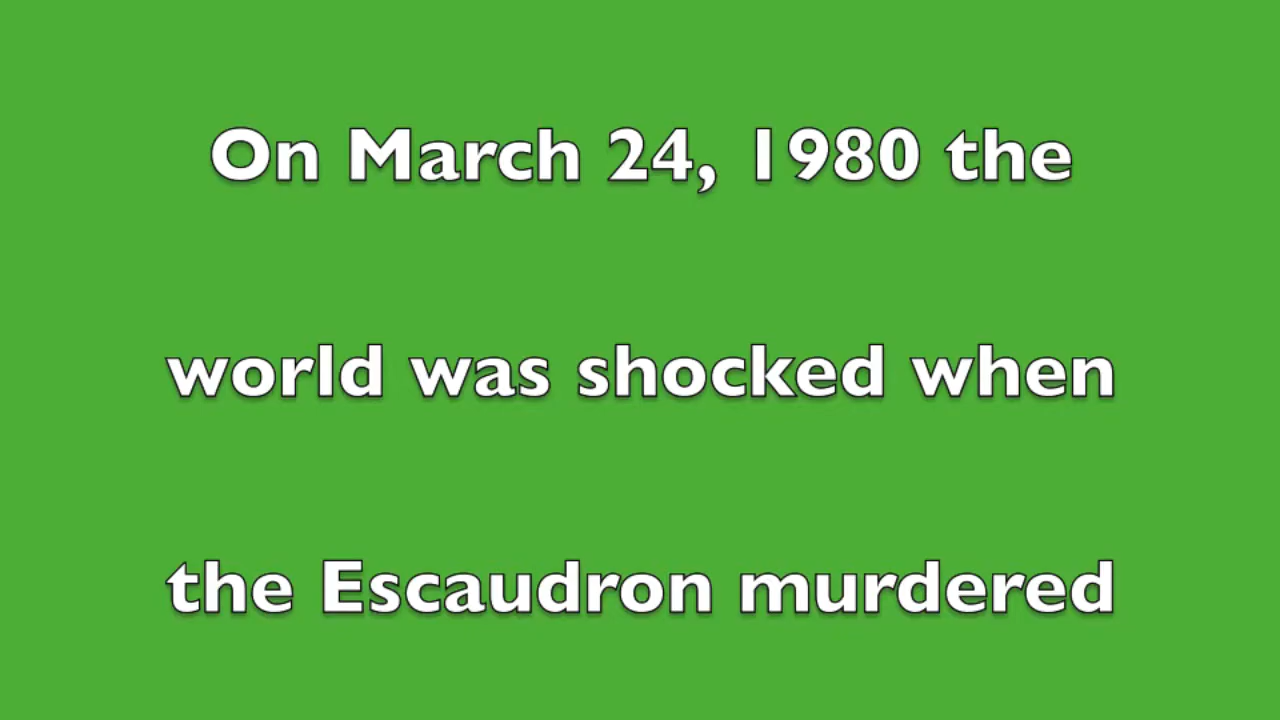 On March 24, 1980 the
world was shocked when
the Escaudron murdered